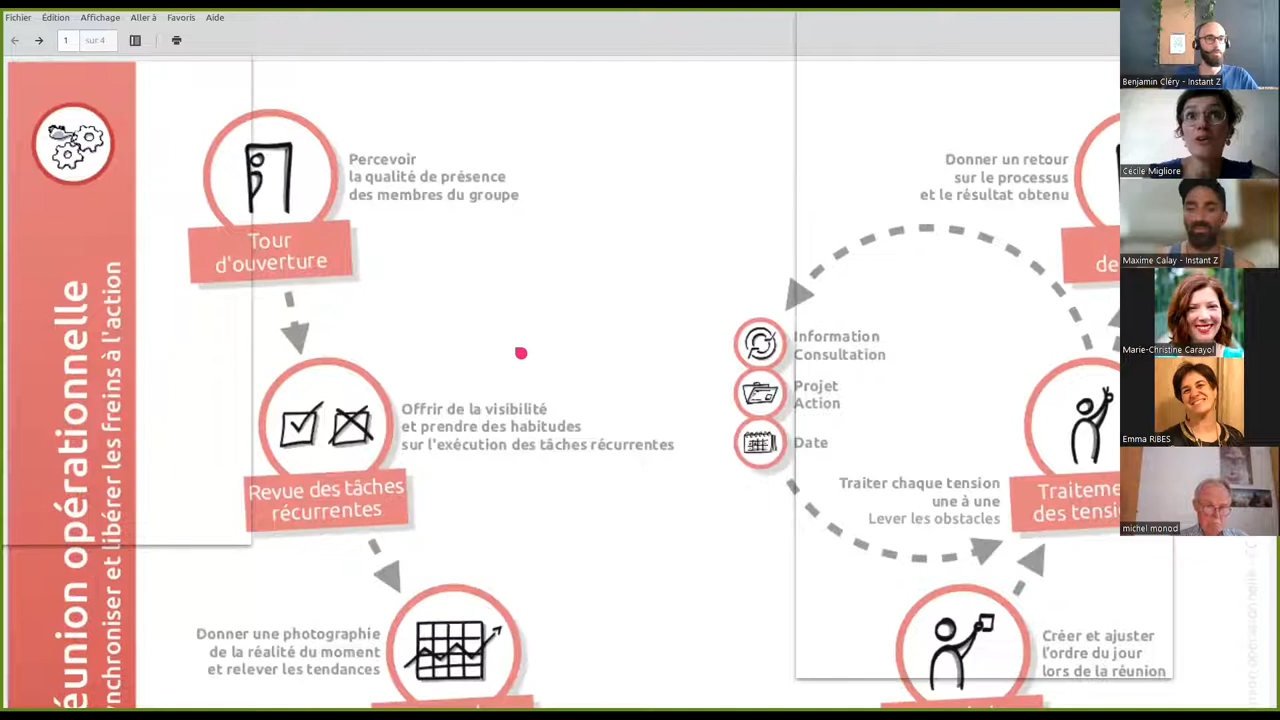 Fichier Édition Affichage Aller à Favoris Aide
1 sur 4
éunion opérationnelle
nchroniser et libérer les freins à l'action
Percevoir
la qualité de présence
des membres du groupe
Tour
d'ouverture
Offrir de la visibilité
et prendre des habitudes
sur l'exécution des tâches récurrentes
Revue des tâches
récurrentes
Donner une photographie
de la réalité du moment
et relever les tendances
Donner un retour
sur le processus
et le résultat obtenu
de
Information
Consultation
Projet
Action
Date
Traiter chaque tension
une à une
Lever les obstacles
Traiteme
des tensi
Créer et ajuster
l'ordre du jour
lors de la réunion
Benjamin Cléry - Instant Z
Cécile Migliore
Maxime Calay - Instant Z
Marie-Christine Carayol
Emma RIBES
michel monod